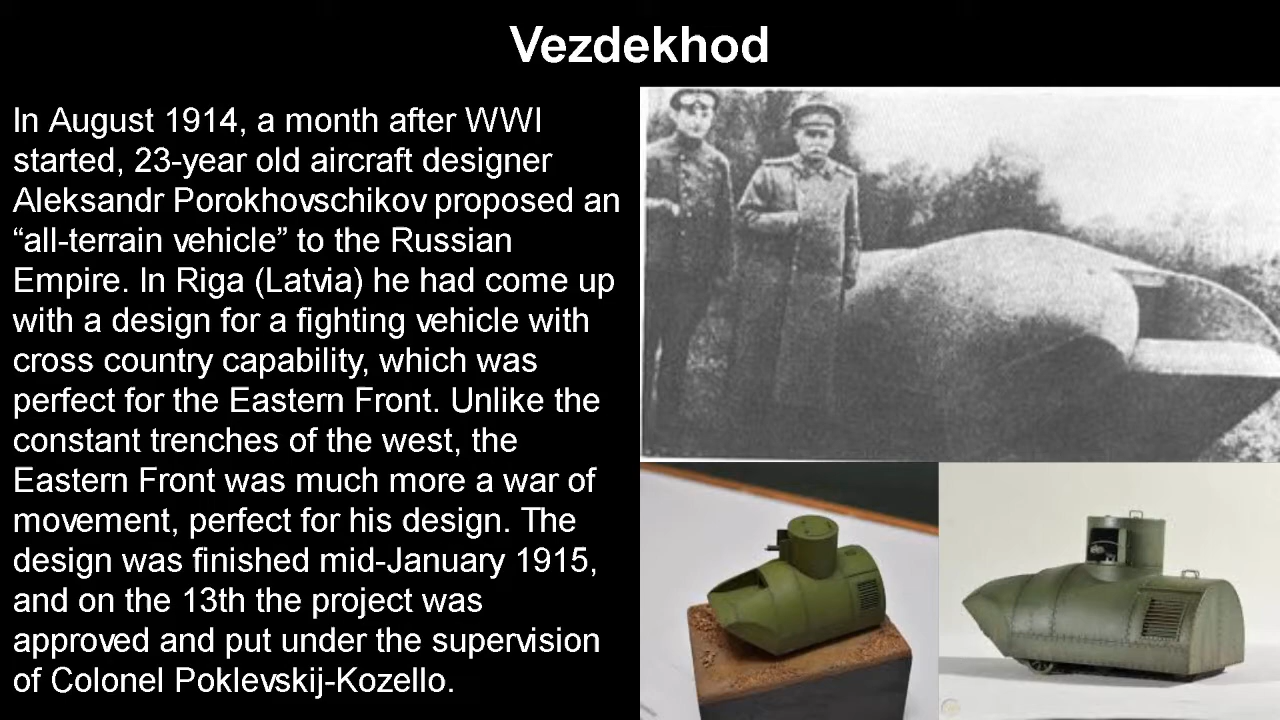 Vezdekhod
In August 1914, a month after WWI
started, 23-year old aircraft designer
Aleksandr Porokhovschikov proposed an
“all-terrain vehicle” to the Russian
Empire. In Riga (Latvia) he had come up
with a design for a fighting vehicle with
cross country capability, which was
perfect for the Eastern Front. Unlike the
constant trenches of the west, the
Eastern Front was much more a war of
movement, perfect for his design. The
design was finished mid-January 1915,
and on the 13th the project was
approved and put under the supervision
of Colonel Poklevskij-Kozello.